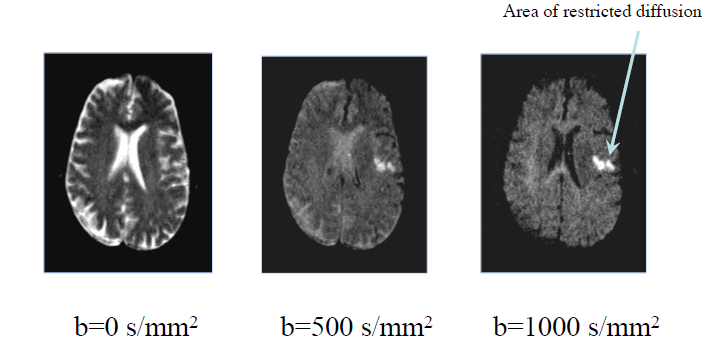 Area of restricted diffusion
b=0 s/mm²
b=500 s/mm²
b=1000 s/mm²